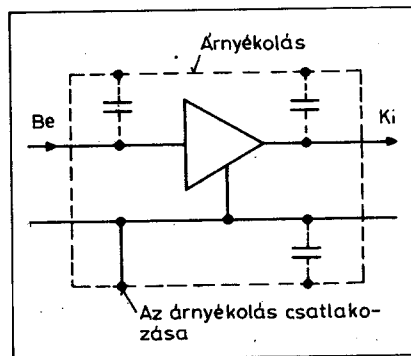 Árnyékolás
Be
Ki
Az árnyékolás csatlako-
zása